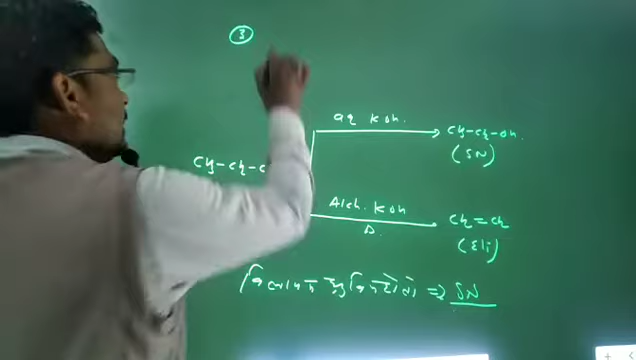 ③
aq KOH.
CH₃-CH₂-OH.
(SN)
CH₃-CH₂-C
Alch. KOH
Δ
CH₂=CH₂
(Eli)
⇒ SN